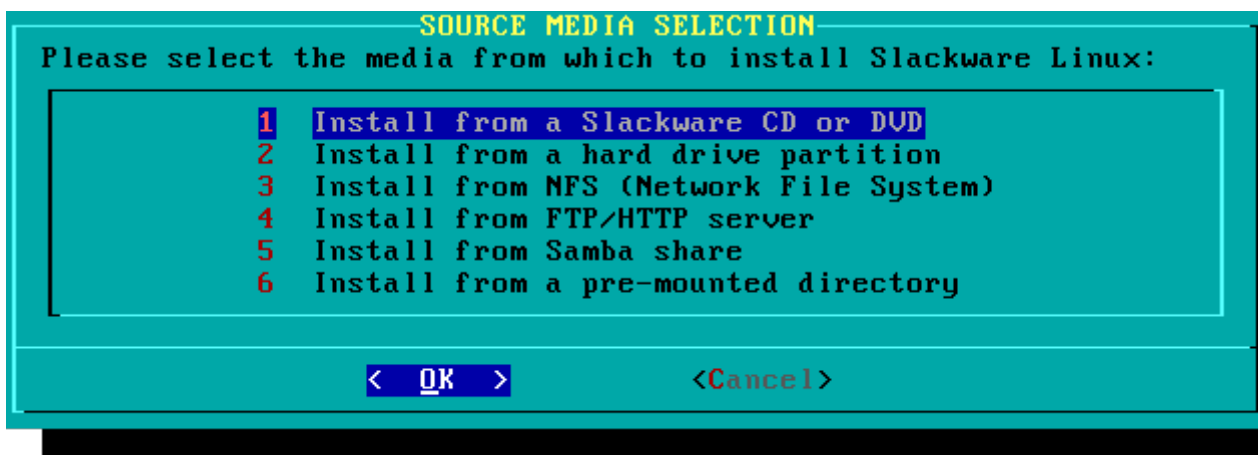 SOURCE MEDIA SELECTION
Please select the media from which to install Slackware Linux:
1 Install from a Slackware CD or DVD
2 Install from a hard drive partition
3 Install from NFS (Network File System)
4 Install from FTP/HTTP server
5 Install from Samba share
6 Install from a pre-mounted directory
< OK > <Cancel>